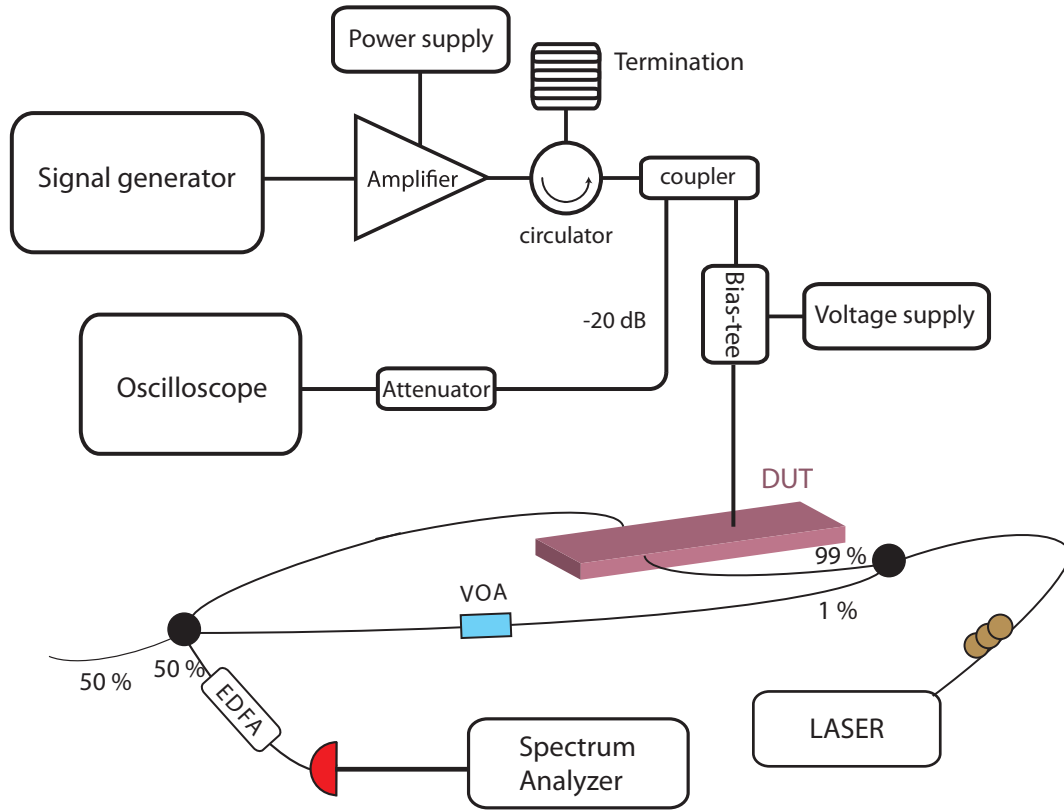 Power supply
Termination
Signal generator
Amplifier
coupler
circulator
Bias-tee
Voltage supply
-20 dB
Oscilloscope
Attenuator
DUT
99 %
VOA
1 %
50 %
50 %
EDFA
LASER
Spectrum
Analyzer